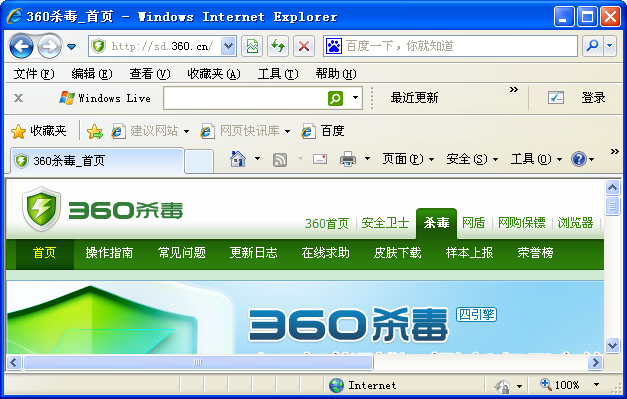 360杀毒_首页 - Windows Internet Explorer
http://sd.360.cn/ 百度一下，你就知道
文件(F) 编辑(E) 查看(V) 收藏夹(A) 工具(T) 帮助(H)
x Windows Live 最近更新 » 登录
收藏夹 建议网站 网页快讯库 百度
360杀毒_首页 页面(P) 安全(S) 工具(O) »
360杀毒
360首页 安全卫士 杀毒 网盾 网购保镖 浏览器
首页 操作指南 常见问题 更新日志 在线求助 皮肤下载 样本上报 荣誉榜
360杀毒 四引擎
Internet 100%